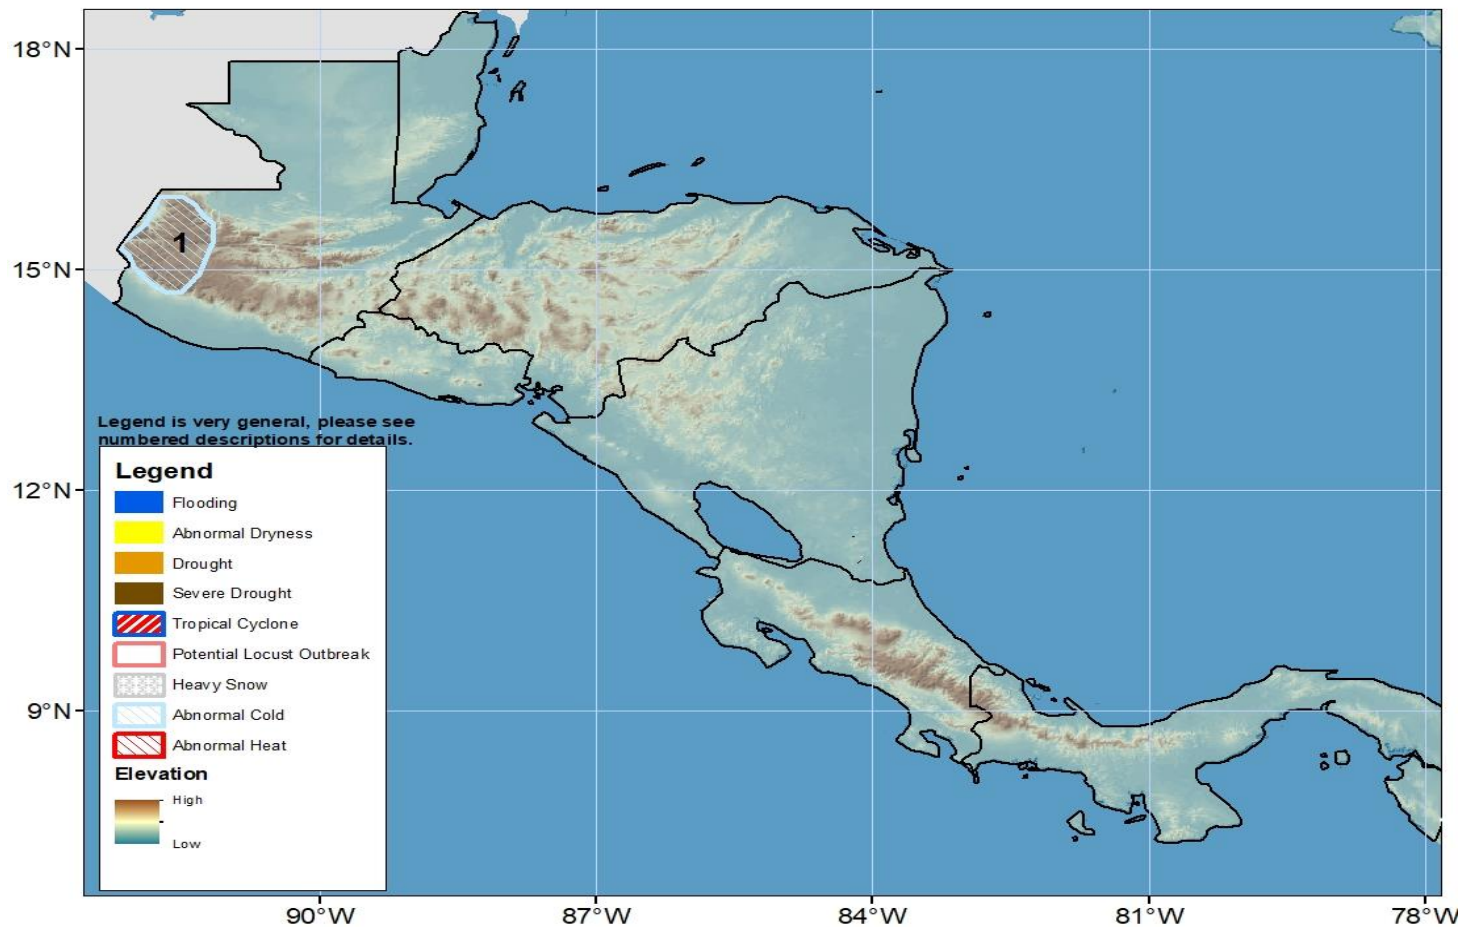 18°N
1
15°N
Legend is very general, please see
numbered descriptions for details.
12°N
Legend
Flooding
Abnormal Dryness
Drought
Severe Drought
Tropical Cyclone
Potential Locust Outbreak
Heavy Snow
9°N
Abnormal Cold
Abnormal Heat
Elevation
High
Low
90°W 87°W 84°W 81°W 78°W